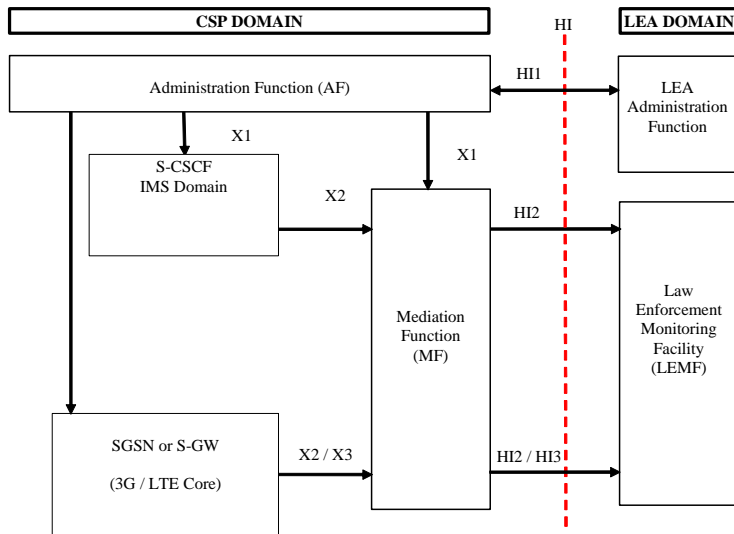 CSP DOMAIN
HI
LEA DOMAIN
Administration Function (AF)
HI1
LEA
Administration
Function
X1
X1
S-CSCF
IMS Domain
X2
HI2
Mediation
Function
(MF)
Law
Enforcement
Monitoring
Facility
(LEMF)
SGSN or S-GW
(3G / LTE Core)
X2 / X3
HI2 / HI3